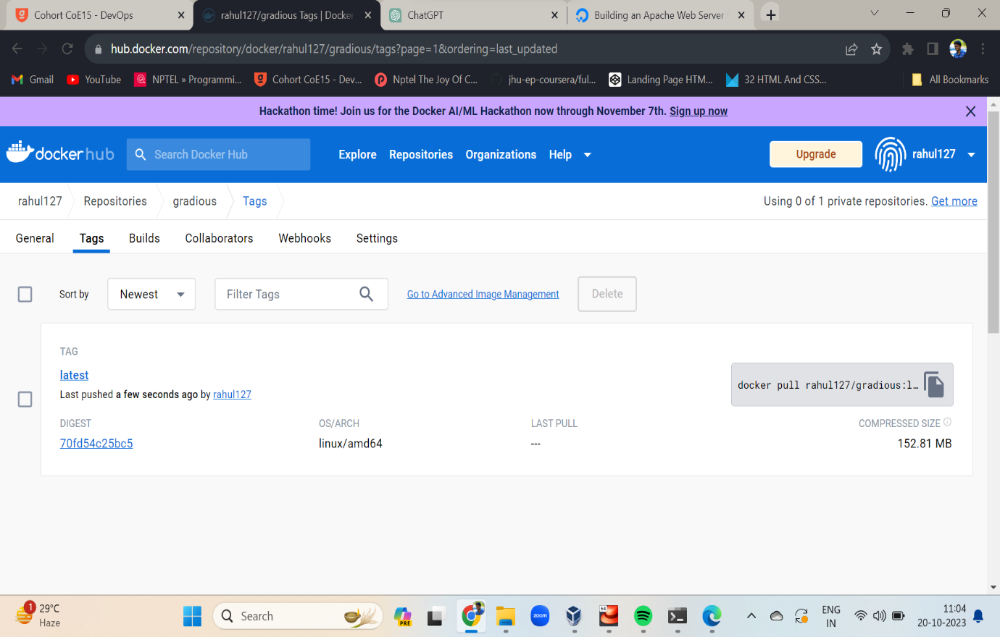 Cohort CoE15 - DevOps
rahul127/gradious Tags | Docker
ChatGPT
Building an Apache Web Server
hub.docker.com/repository/docker/rahul127/gradious/tags?page=1&ordering=last_updated
Gmail
YouTube
NPTEL » Programmi...
Cohort CoE15 - Dev...
Nptel The Joy Of C...
jhu-ep-coursera/ful...
Landing Page HTM...
32 HTML And CSS...
All Bookmarks
Hackathon time! Join us for the Docker AI/ML Hackathon now through November 7th. Sign up now
dockerhub
Search Docker Hub
Explore
Repositories
Organizations
Help
Upgrade
rahul127
rahul127
Repositories
gradious
Tags
Using 0 of 1 private repositories. Get more
General
Tags
Builds
Collaborators
Webhooks
Settings
Sort by
Newest
Filter Tags
Go to Advanced Image Management
Delete
TAG
latest
Last pushed a few seconds ago by rahul127
docker pull rahul127/gradious:l...
DIGEST
OS/ARCH
LAST PULL
COMPRESSED SIZE
70fd54c25bc5
linux/amd64
---
152.81 MB
1
29°C
Haze
Search
PRE
zoom
64
ENG
IN
11:04
20-10-2023